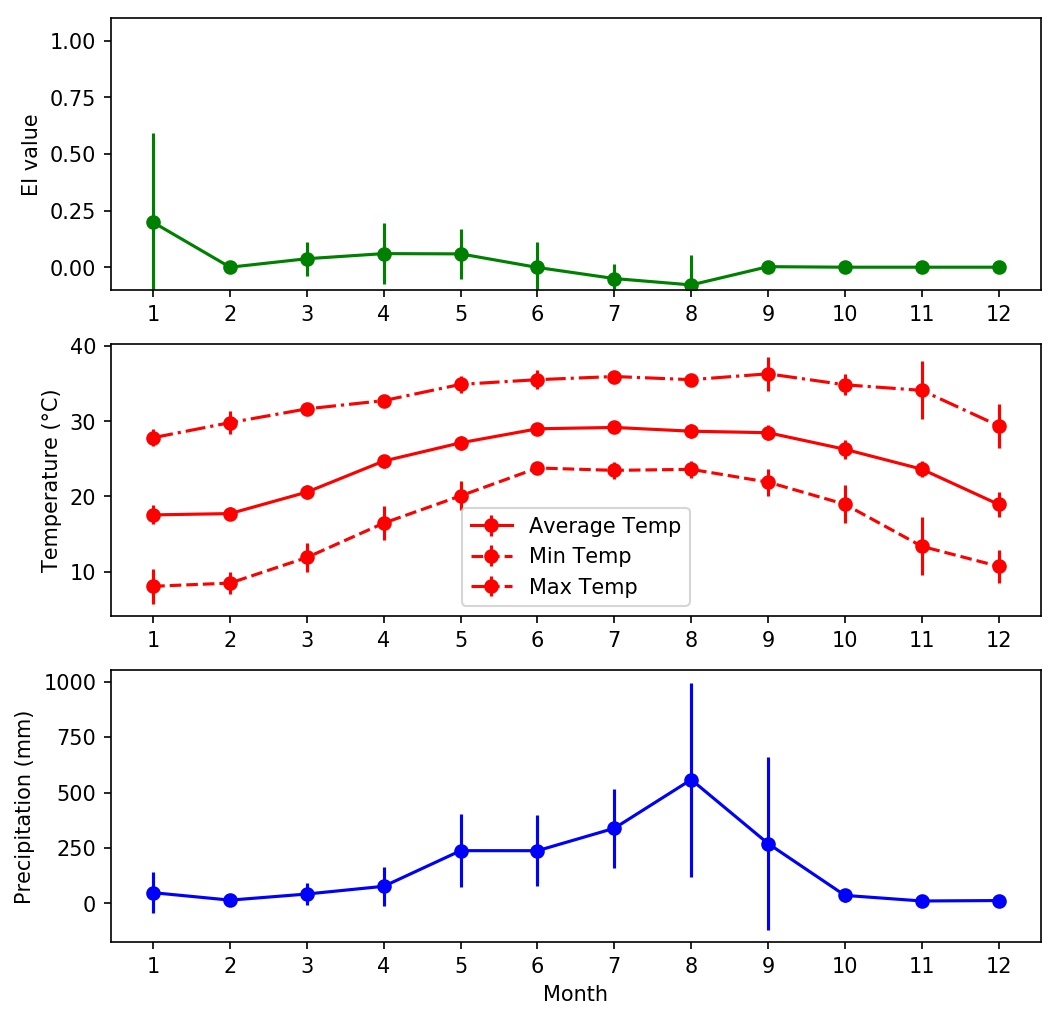 EI value
1.00
0.75
0.50
0.25
0.00
1 2 3 4 5 6 7 8 9 10 11 12
Temperature (°C)
40
30
20
10
Average Temp
Min Temp
Max Temp
1 2 3 4 5 6 7 8 9 10 11 12
Precipitation (mm)
1000
750
500
250
0
1 2 3 4 5 6 7 8 9 10 11 12
Month